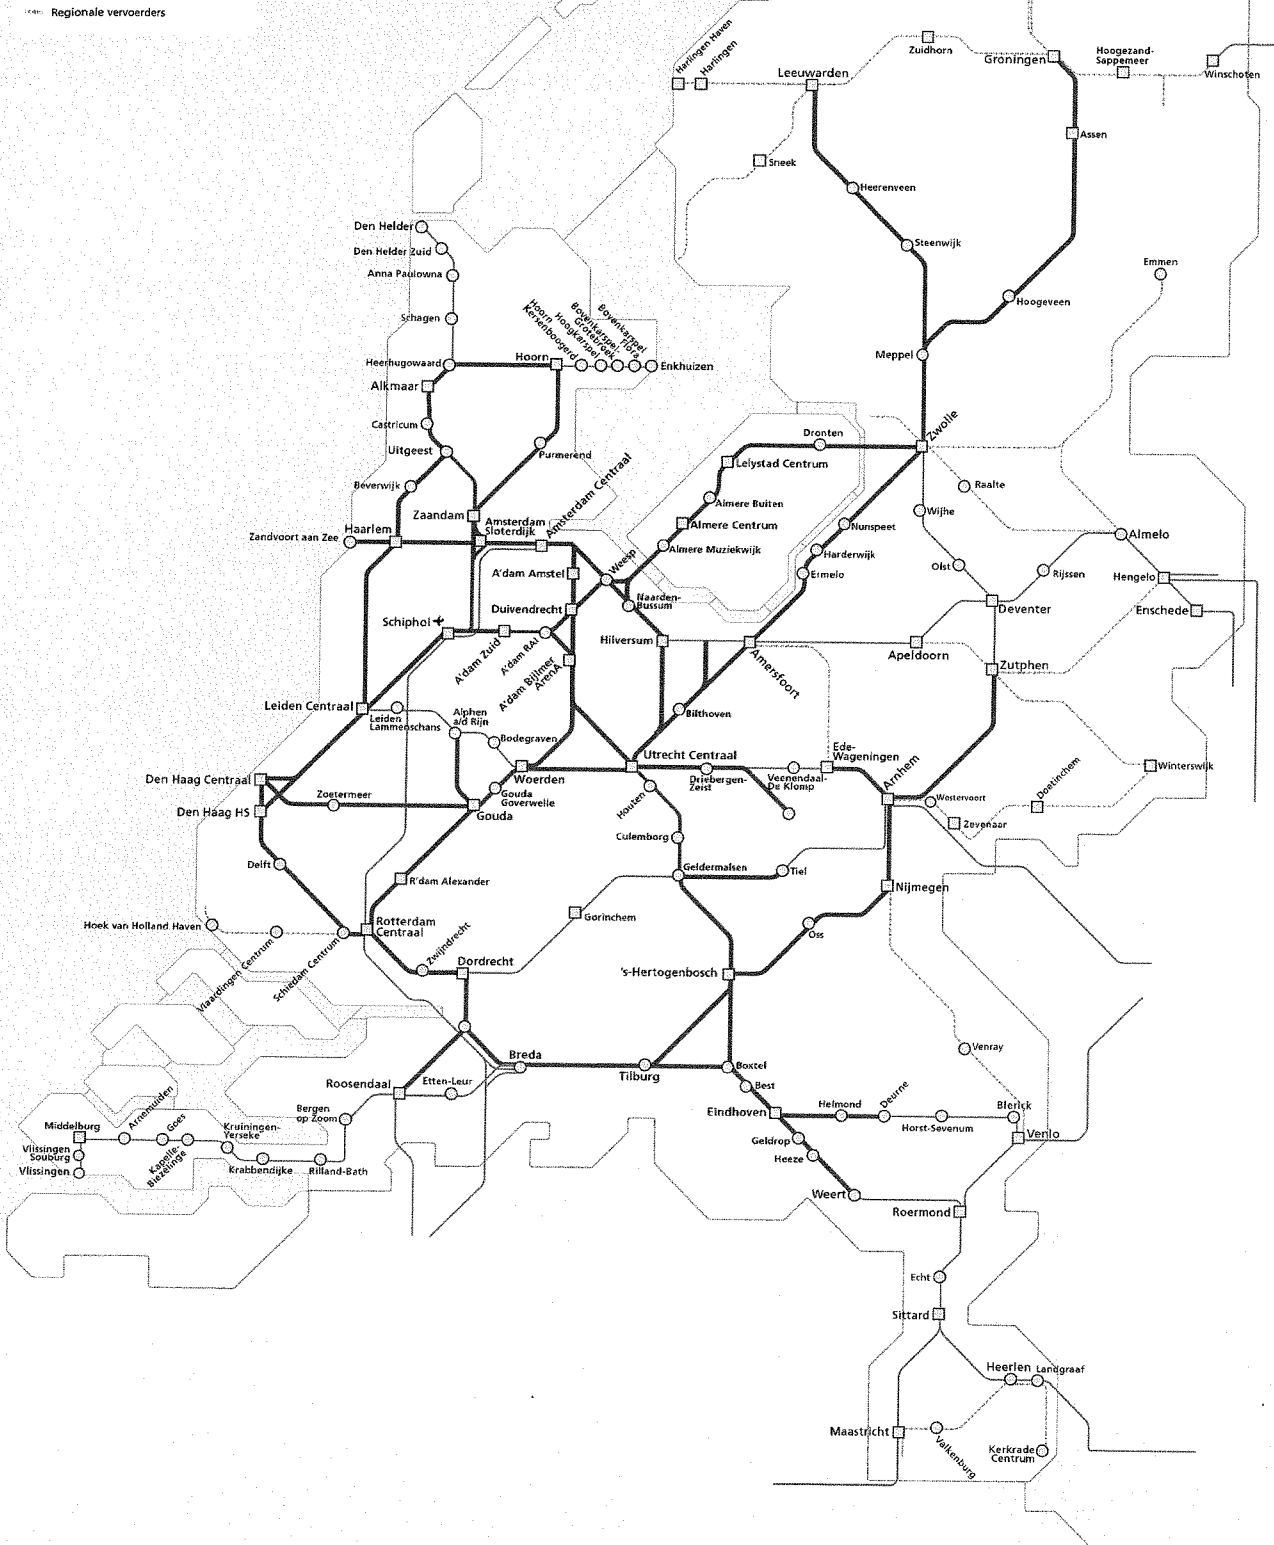 Regionale vervoerders
Harlingen Haven
Harlingen
Leeuwarden
Zuidhorn
Groningen
Hoogezand-
Sappemeer
Winschoten
Assen
Sneek
Heerenveen
Steenwijk
Den Helder
Den Helder Zuid
Anna Paulowna
Emmen
Hoogeveen
Schagen
Hoorn
Kersenboogerd
Hoogkarspel
Bovenkarspel-
Grotebroek
Bovenkarspel
Flora
Heerhugowaard
Hoorn
Enkhuizen
Meppel
Alkmaar
Castricum
Uitgeest
Purmerend
Dronten
Zwolle
Lelystad Centrum
Beverwijk
Raalte
Almere Buiten
Wijhe
Zaandam
Amsterdam
Sloterdijk
Amsterdam Centraal
Almere Centrum
Nunspeet
Haarlem
Zandvoort aan Zee
Almelo
Almere Muziekwijk
Harderwijk
Weesp
A'dam Amstel
Ermelo
Olst
Rijssen
Hengelo
Naarden-
Bussum
Duivendrecht
Deventer
Enschede
Schiphol
A'dam Zuid
A'dam RAI
Hilversum
Amersfoort
Apeldoorn
A'dam Bijlmer
ArenA
Zutphen
Leiden Centraal
Leiden
Lammenschans
Alphen
a/d Rijn
Bilthoven
Bodegraven
Utrecht Centraal
Ede-
Wageningen
Arnhem
Den Haag Centraal
Woerden
Driebergen-
Zeist
Veenendaal-
De Klomp
Doetinchem
Winterswijk
Zoetermeer
Gouda
Goverwelle
Houten
Westervoort
Den Haag HS
Gouda
Zevenaar
Culemborg
Delft
Geldermalsen
Tiel
R'dam Alexander
Nijmegen
Gorinchem
Hoek van Holland Haven
Rotterdam
Centraal
Vlaardingen Centrum
Schiedam Centrum
Zwijndrecht
Oss
Dordrecht
's-Hertogenbosch
Breda
Venray
Tilburg
Boxtel
Roosendaal
Etten-Leur
Best
Bergen
op Zoom
Eindhoven
Helmond
Deurne
Horst-Sevenum
Blerick
Middelburg
Arnemuiden
Goes
Kruiningen-
Yerseke
Venlo
Geldrop
Vlissingen
Souburg
Kapelle-
Biezelinge
Heeze
Vlissingen
Krabbendijke
Rilland-Bath
Weert
Roermond
Echt
Sittard
Heerlen
Landgraaf
Maastricht
Valkenburg
Kerkrade
Centrum